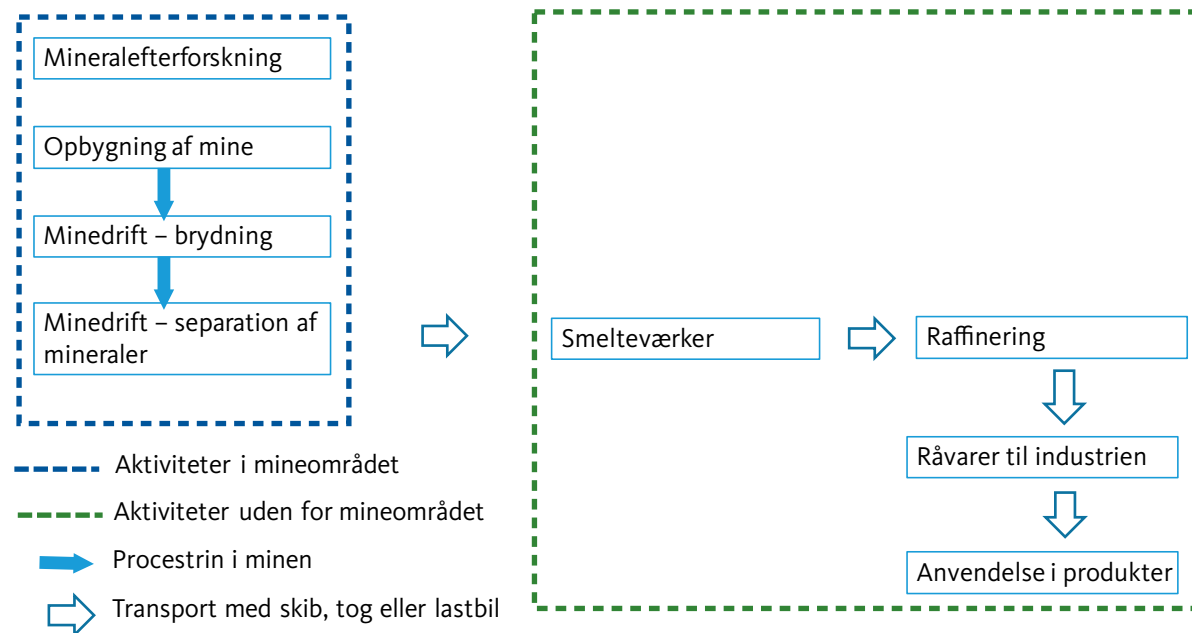 Mineralefterforskning
Opbygning af mine
Minedrift – brydning
Minedrift – separation af
mineraler
Smelteværker
Raffinering
Råvarer til industrien
Anvendelse i produkter
Aktiviteter i mineområdet
Aktiviteter uden for mineområdet
Procestrin i minen
Transport med skib, tog eller lastbil